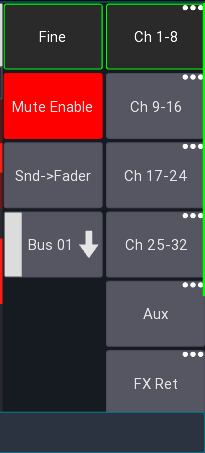 Fine
Ch 1-8
Mute Enable
Ch 9-16
Snd->Fader
Ch 17-24
Bus 01
Ch 25-32
Aux
FX Ret